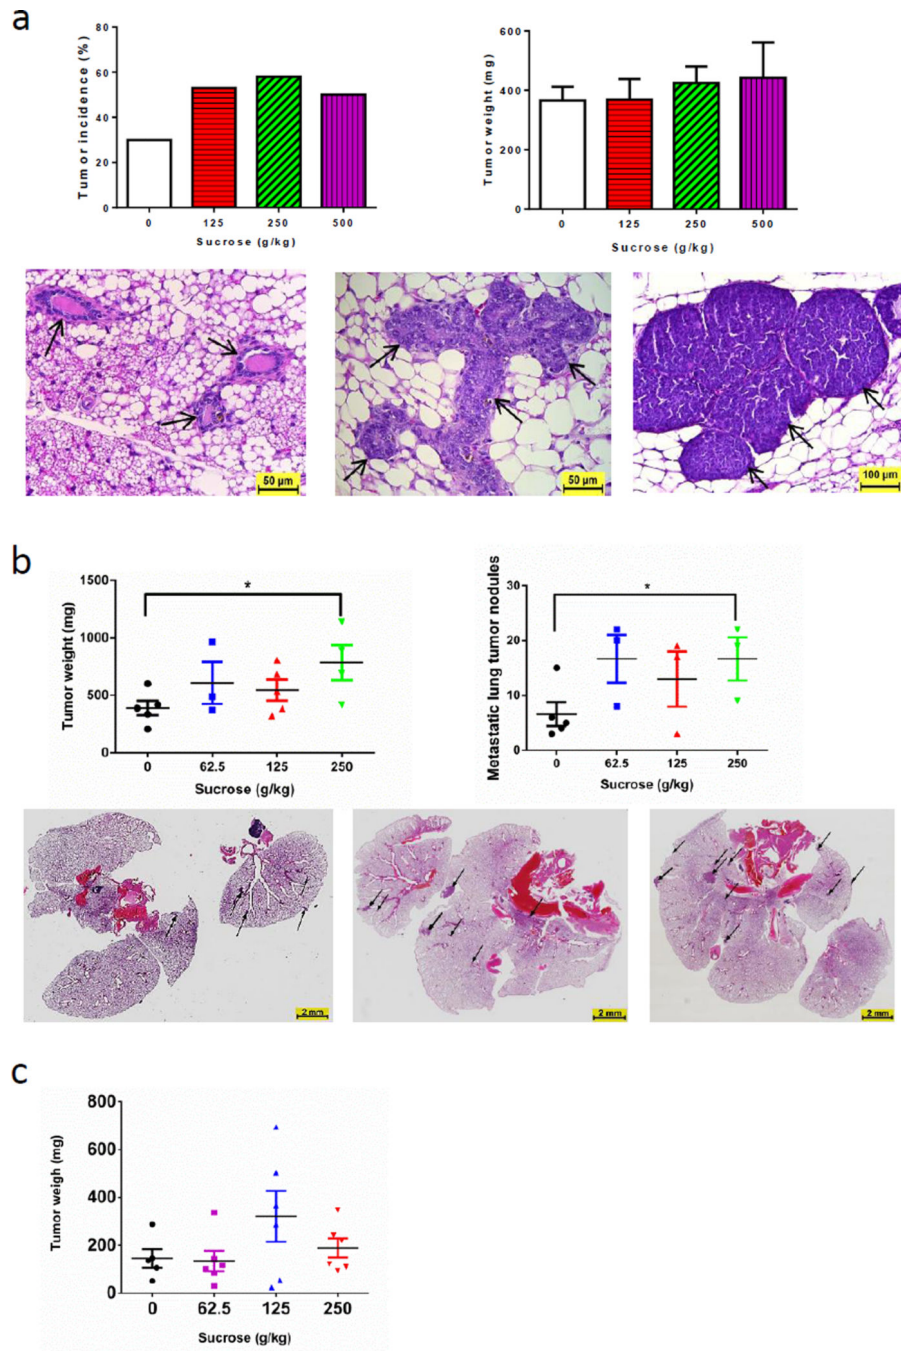 a
Tumor incidence (%)
80
60
40
20
0
0 125 250 500
Sucrose (g/kg)
Tumor weight (mg)
600
400
200
0
0 125 250 500
Sucrose (g/kg)
50 µm
50 µm
100 µm
b
Tumor weight (mg)
1500
1000
500
0
*
0 62.5 125 250
Sucrose (g/kg)
Metastatic lung tumor nodules
30
20
10
0
*
0 62.5 125 250
Sucrose (g/kg)
2 mm
2 mm
2 mm
c
Tumor weigh (mg)
800
600
400
200
0
0 62.5 125 250
Sucrose (g/kg)